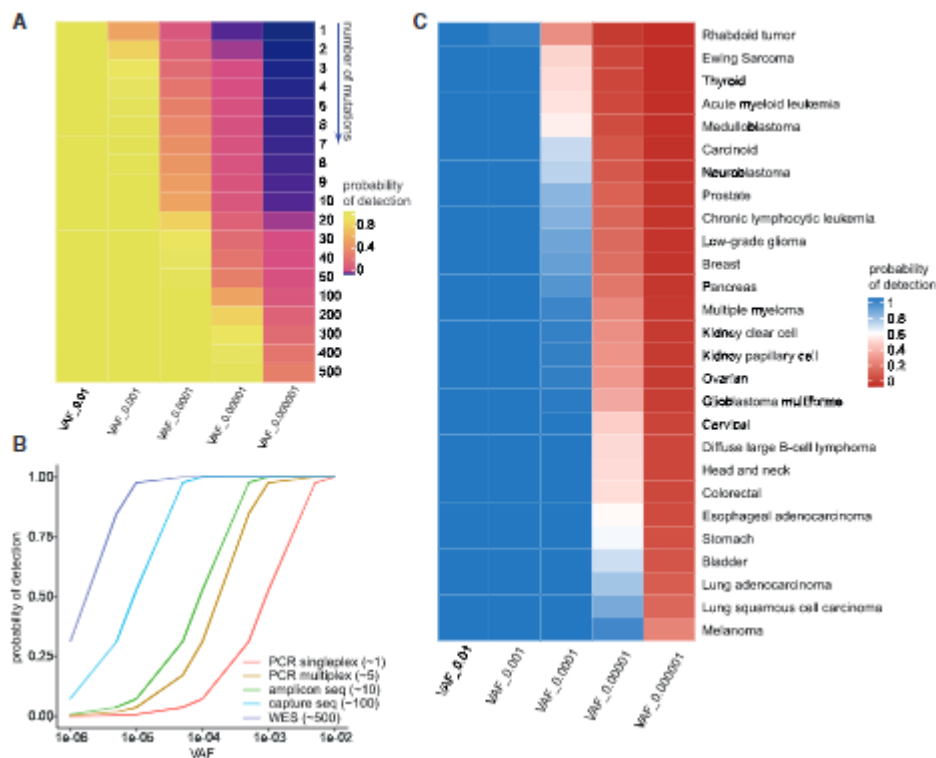 A
1
2
3
4
5
6
7
8
9
10
20
30
40
50
100
200
300
400
500
number of
mutations
probability
of detection
0.8
0.4
0
VAF_0.01
VAF_0.001
VAF_0.0001
VAF_0.00001
VAF_0.000001
B
probability of detection
1.00
0.75
0.50
0.25
0.00
PCR singleplex (~1)
PCR multiplex (~5)
amplicon seq (~10)
capture seq (~100)
WES (~500)
1e-06
1e-05
1e-04
1e-03
1e-02
VAF
C
Rhabdoid tumor
Ewing Sarcoma
Thyroid
Acute myeloid leukemia
Medulloblastoma
Carcinoid
Neuroblastoma
Prostate
Chronic lymphocytic leukemia
Low-grade glioma
Breast
Pancreas
Multiple myeloma
Kidney clear cell
Kidney papillary cell
Ovarian
Glioblastoma multiforme
Cervical
Diffuse large B-cell lymphoma
Head and neck
Colorectal
Esophageal adenocarcinoma
Stomach
Bladder
Lung adenocarcinoma
Lung squamous cell carcinoma
Melanoma
probability
of detection
1
0.8
0.6
0.4
0.2
0
VAF_0.01
VAF_0.001
VAF_0.0001
VAF_0.00001
VAF_0.000001